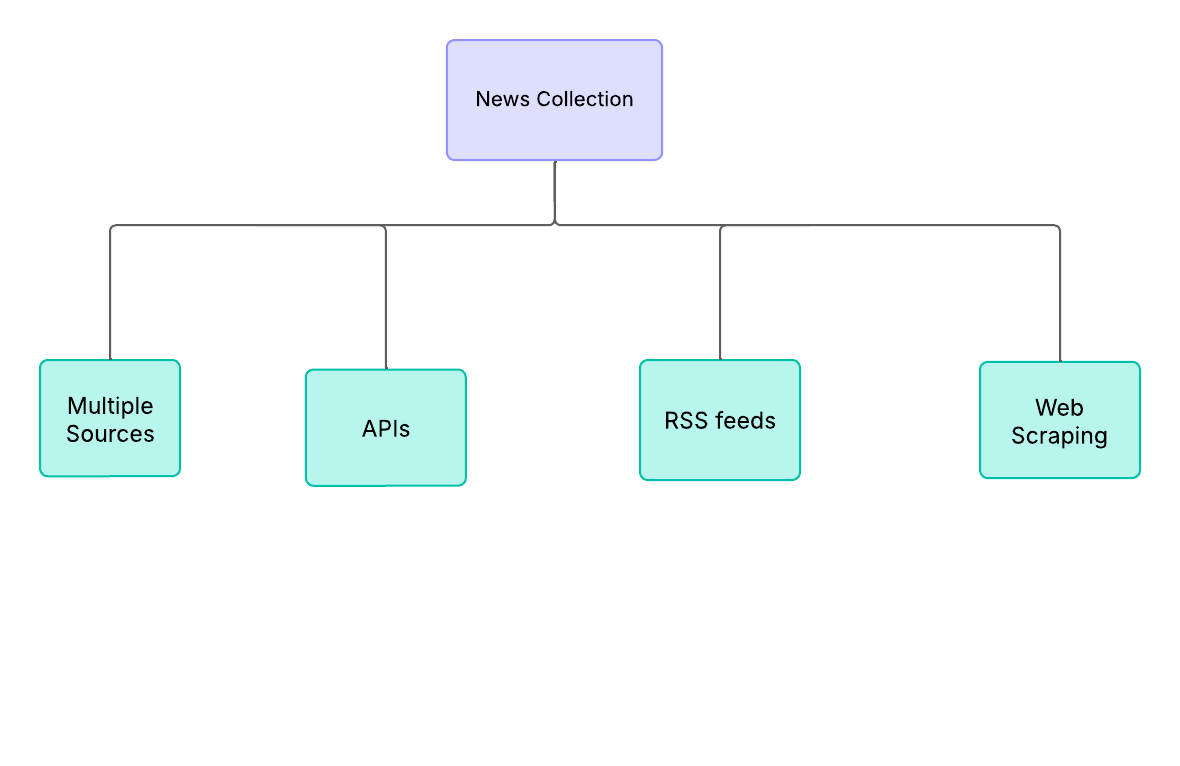 News Collection
Multiple
Sources
APIs
RSS feeds
Web
Scraping